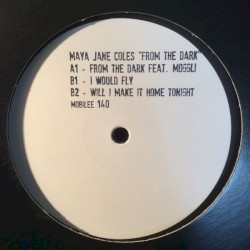 MAYA JANE COLES "FROM THE DARK"
A1 - FROM THE DARK FEAT. MOGGLI
B1 - I WOULD FLY
B2 - WILL I MAKE IT HOME TONIGHT
MOBILEE 140